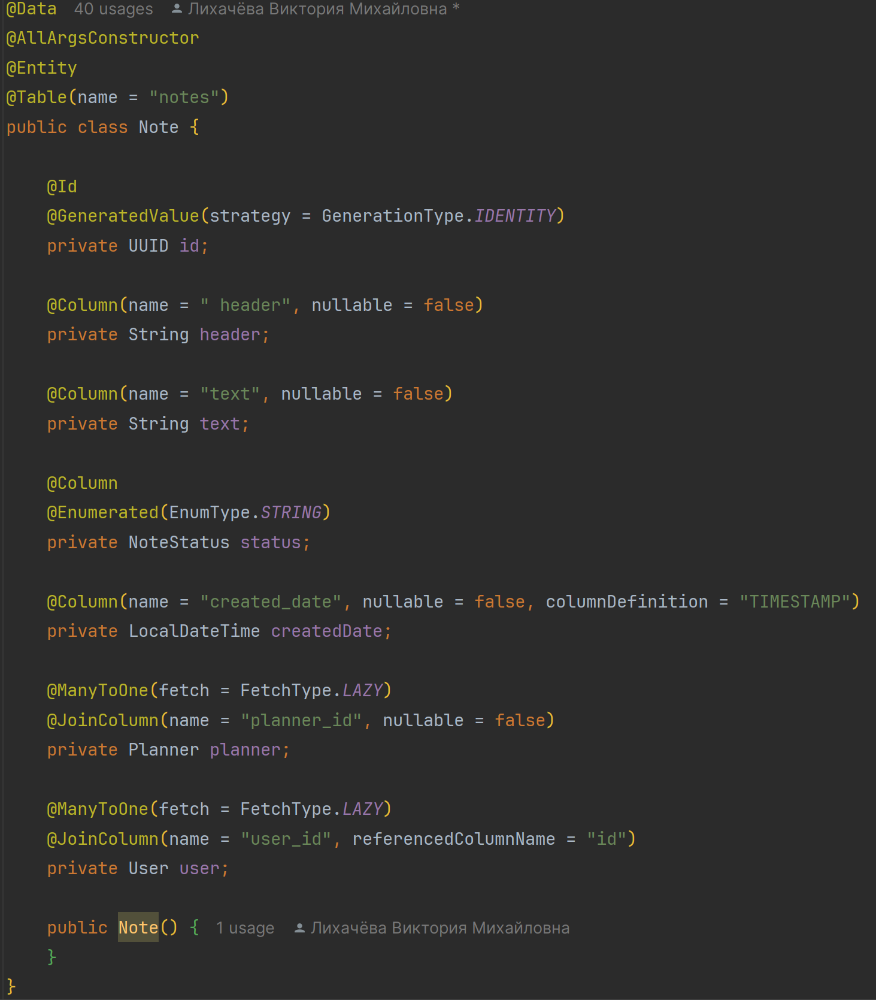 @Data 40 usages Лихачёва Виктория Михайловна *
@AllArgsConstructor
@Entity
@Table(name = "notes")
public class Note {
@Id
@GeneratedValue(strategy = GenerationType.IDENTITY)
private UUID id;
@Column(name = " header", nullable = false)
private String header;
@Column(name = "text", nullable = false)
private String text;
@Column
@Enumerated(EnumType.STRING)
private NoteStatus status;
@Column(name = "created_date", nullable = false, columnDefinition = "TIMESTAMP")
private LocalDateTime createdDate;
@ManyToOne(fetch = FetchType.LAZY)
@JoinColumn(name = "planner_id", nullable = false)
private Planner planner;
@ManyToOne(fetch = FetchType.LAZY)
@JoinColumn(name = "user_id", referencedColumnName = "id")
private User user;
public Note() { 1 usage Лихачёва Виктория Михайловна
}
}